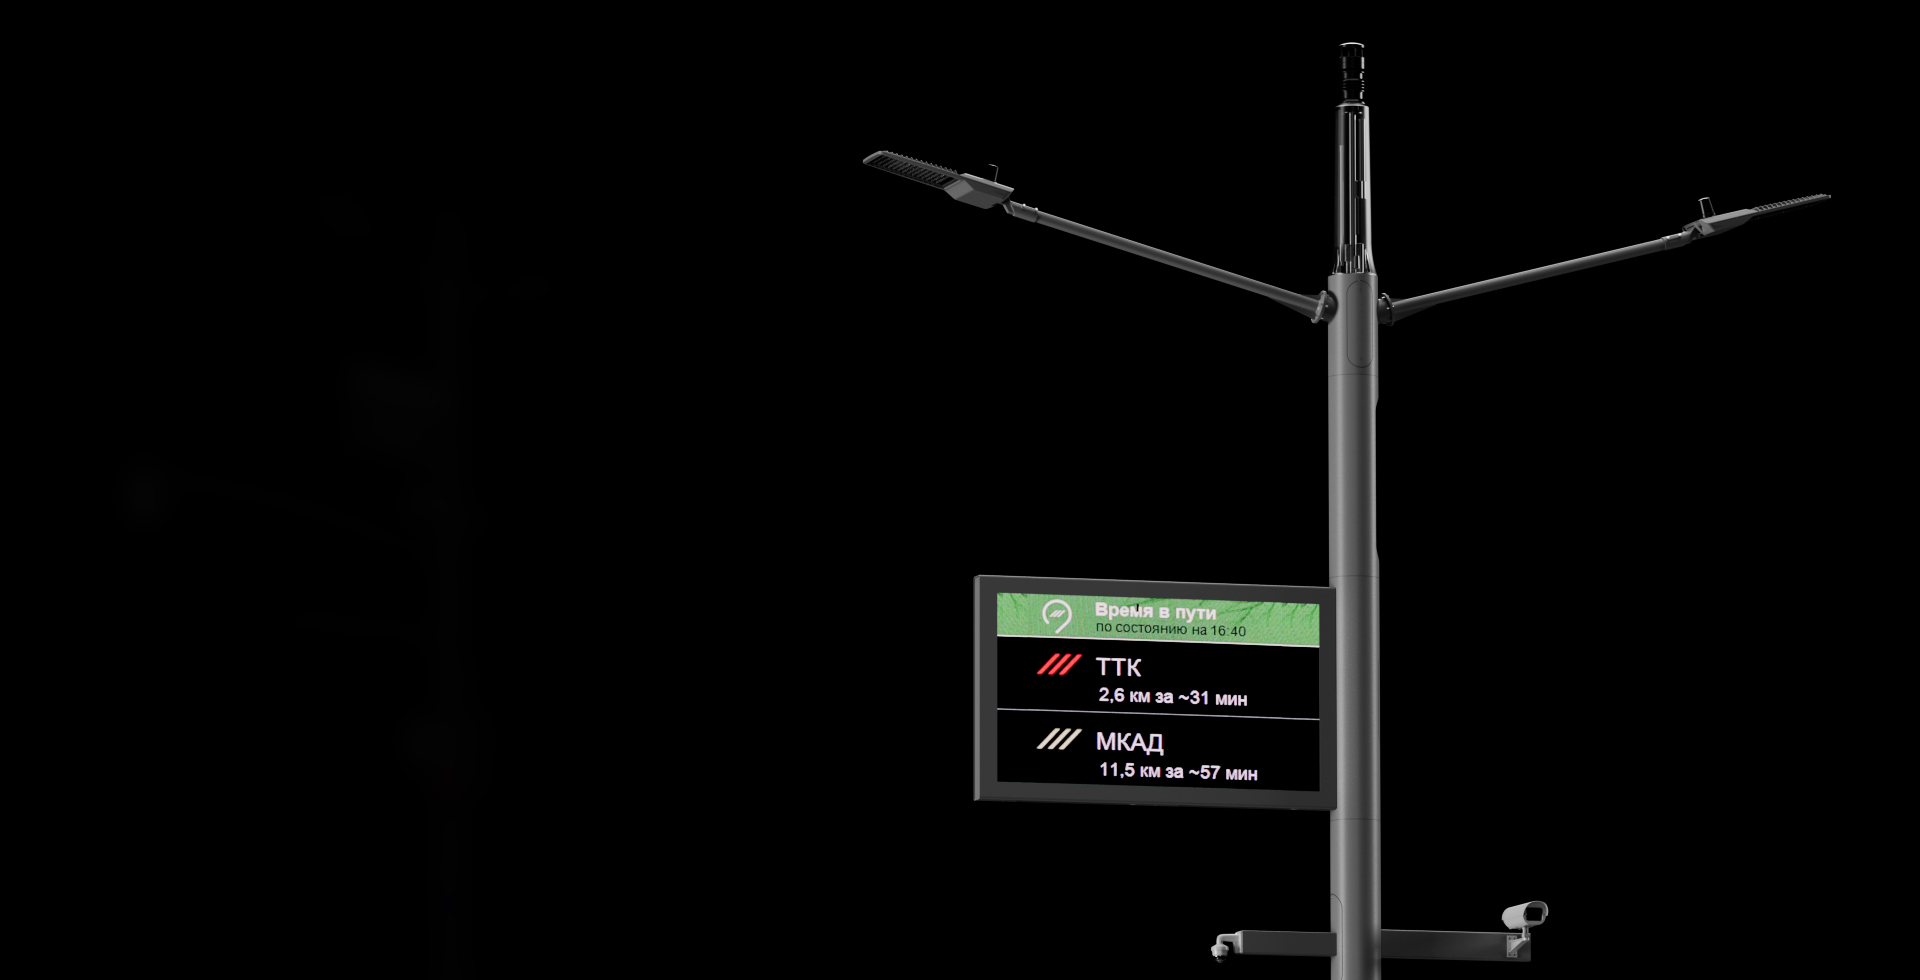 Время в пути
по состоянию на 16:40
ТТК
2,6 км за ~31 мин
МКАД
11,5 км за ~57 мин